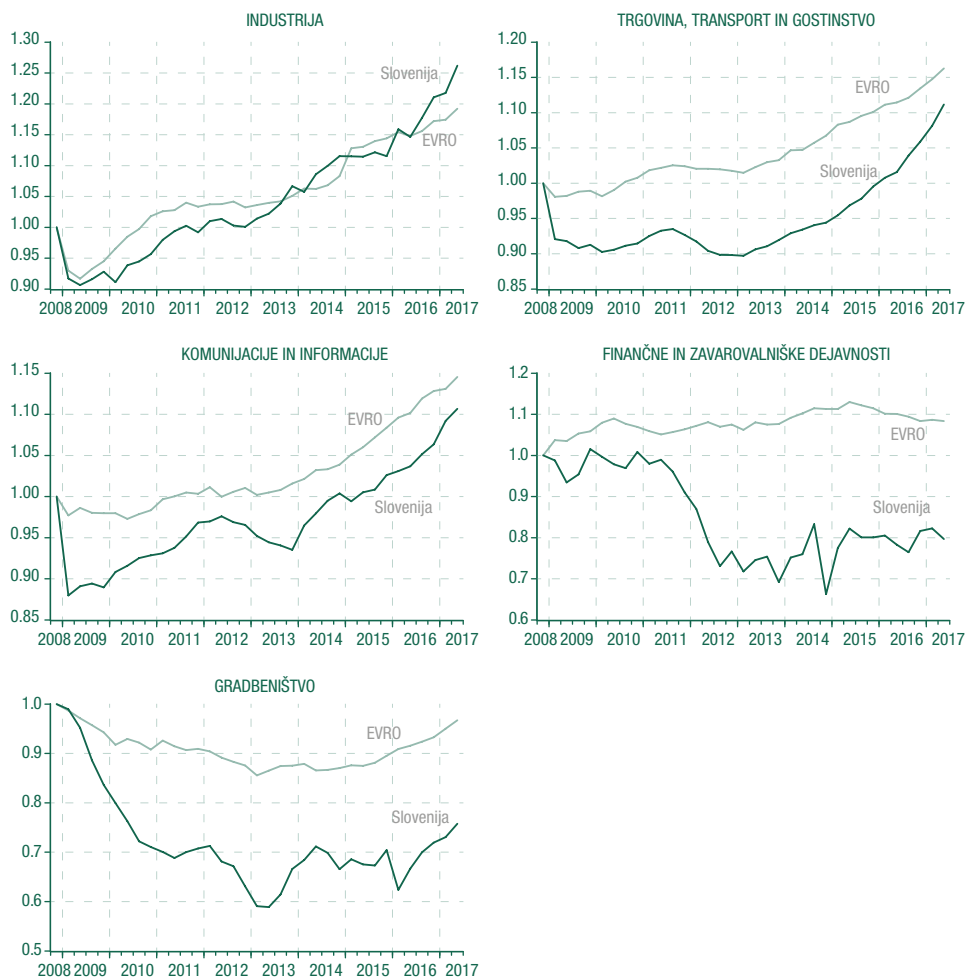 INDUSTRIJA
1.30
1.25
1.20
1.15
1.10
1.05
1.00
0.95
0.90
Slovenija
EVRO
2008 2009 2010 2011 2012 2013 2014 2015 2016 2017
TRGOVINA, TRANSPORT IN GOSTINSTVO
1.20
1.15
1.10
1.05
1.00
0.95
0.90
0.85
EVRO
Slovenija
2008 2009 2010 2011 2012 2013 2014 2015 2016 2017
KOMUNIJACIJE IN INFORMACIJE
1.15
1.10
1.05
1.00
0.95
0.90
0.85
EVRO
Slovenija
2008 2009 2010 2011 2012 2013 2014 2015 2016 2017
FINANČNE IN ZAVAROVALNIŠKE DEJAVNOSTI
1.2
1.1
1.0
0.9
0.8
0.7
0.6
EVRO
Slovenija
2008 2009 2010 2011 2012 2013 2014 2015 2016 2017
GRADBENIŠTVO
1.0
0.9
0.8
0.7
0.6
0.5
EVRO
Slovenija
2008 2009 2010 2011 2012 2013 2014 2015 2016 2017